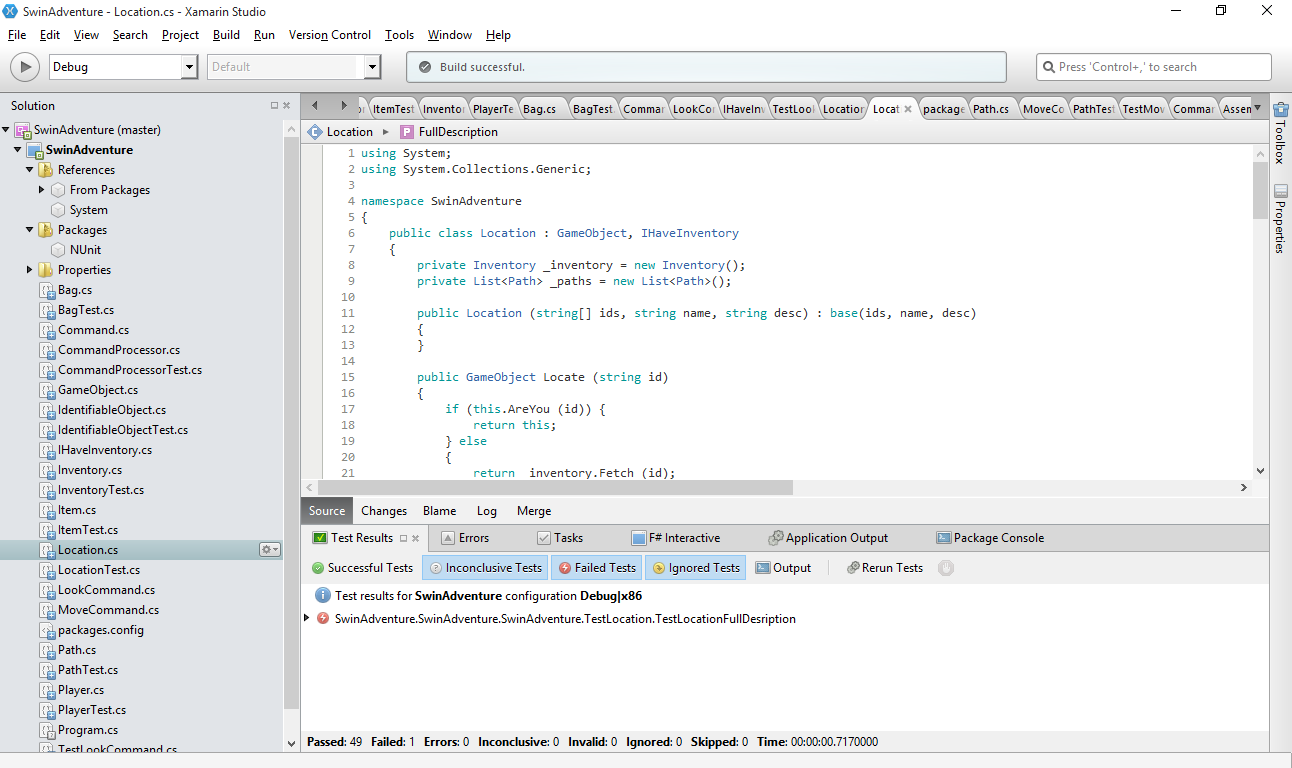 SwinAdventure - Location.cs - Xamarin Studio
File Edit View Search Project Build Run Version Control Tools Window Help
Debug Default Build successful. Press 'Control+,' to search
Solution
SwinAdventure (master)
SwinAdventure
References
From Packages
System
Packages
NUnit
Properties
Bag.cs
BagTest.cs
Command.cs
CommandProcessor.cs
CommandProcessorTest.cs
GameObject.cs
IdentifiableObject.cs
IdentifiableObjectTest.cs
IHaveInventory.cs
Inventory.cs
InventoryTest.cs
Item.cs
ItemTest.cs
Location.cs
LocationTest.cs
LookCommand.cs
MoveCommand.cs
packages.config
Path.cs
PathTest.cs
Player.cs
PlayerTest.cs
Program.cs
TestLookCommand.cs
ItemTest Inventor PlayerTe Bag.cs BagTest. Commar LookCor IHaveIn TestLook Location Locat package Path.cs MoveCo PathTest TestMov Commar Assem
Location FullDescription
1 using System;
2 using System.Collections.Generic;
3
4 namespace SwinAdventure
5 {
6 public class Location : GameObject, IHaveInventory
7 {
8 private Inventory _inventory = new Inventory();
9 private List<Path> _paths = new List<Path>();
10
11 public Location (string[] ids, string name, string desc) : base(ids, name, desc)
12 {
13 }
14
15 public GameObject Locate (string id)
16 {
17 if (this.AreYou (id)) {
18 return this;
19 } else
20 {
21 return _inventory.Fetch (id);
Source Changes Blame Log Merge
Test Results Errors Tasks F# Interactive Application Output Package Console
Successful Tests Inconclusive Tests Failed Tests Ignored Tests Output Rerun Tests
Test results for SwinAdventure configuration Debug|x86
SwinAdventure.SwinAdventure.SwinAdventure.TestLocation.TestLocationFullDesription
Passed: 49 Failed: 1 Errors: 0 Inconclusive: 0 Invalid: 0 Ignored: 0 Skipped: 0 Time: 00:00:00.7170000
Toolbox
Properties